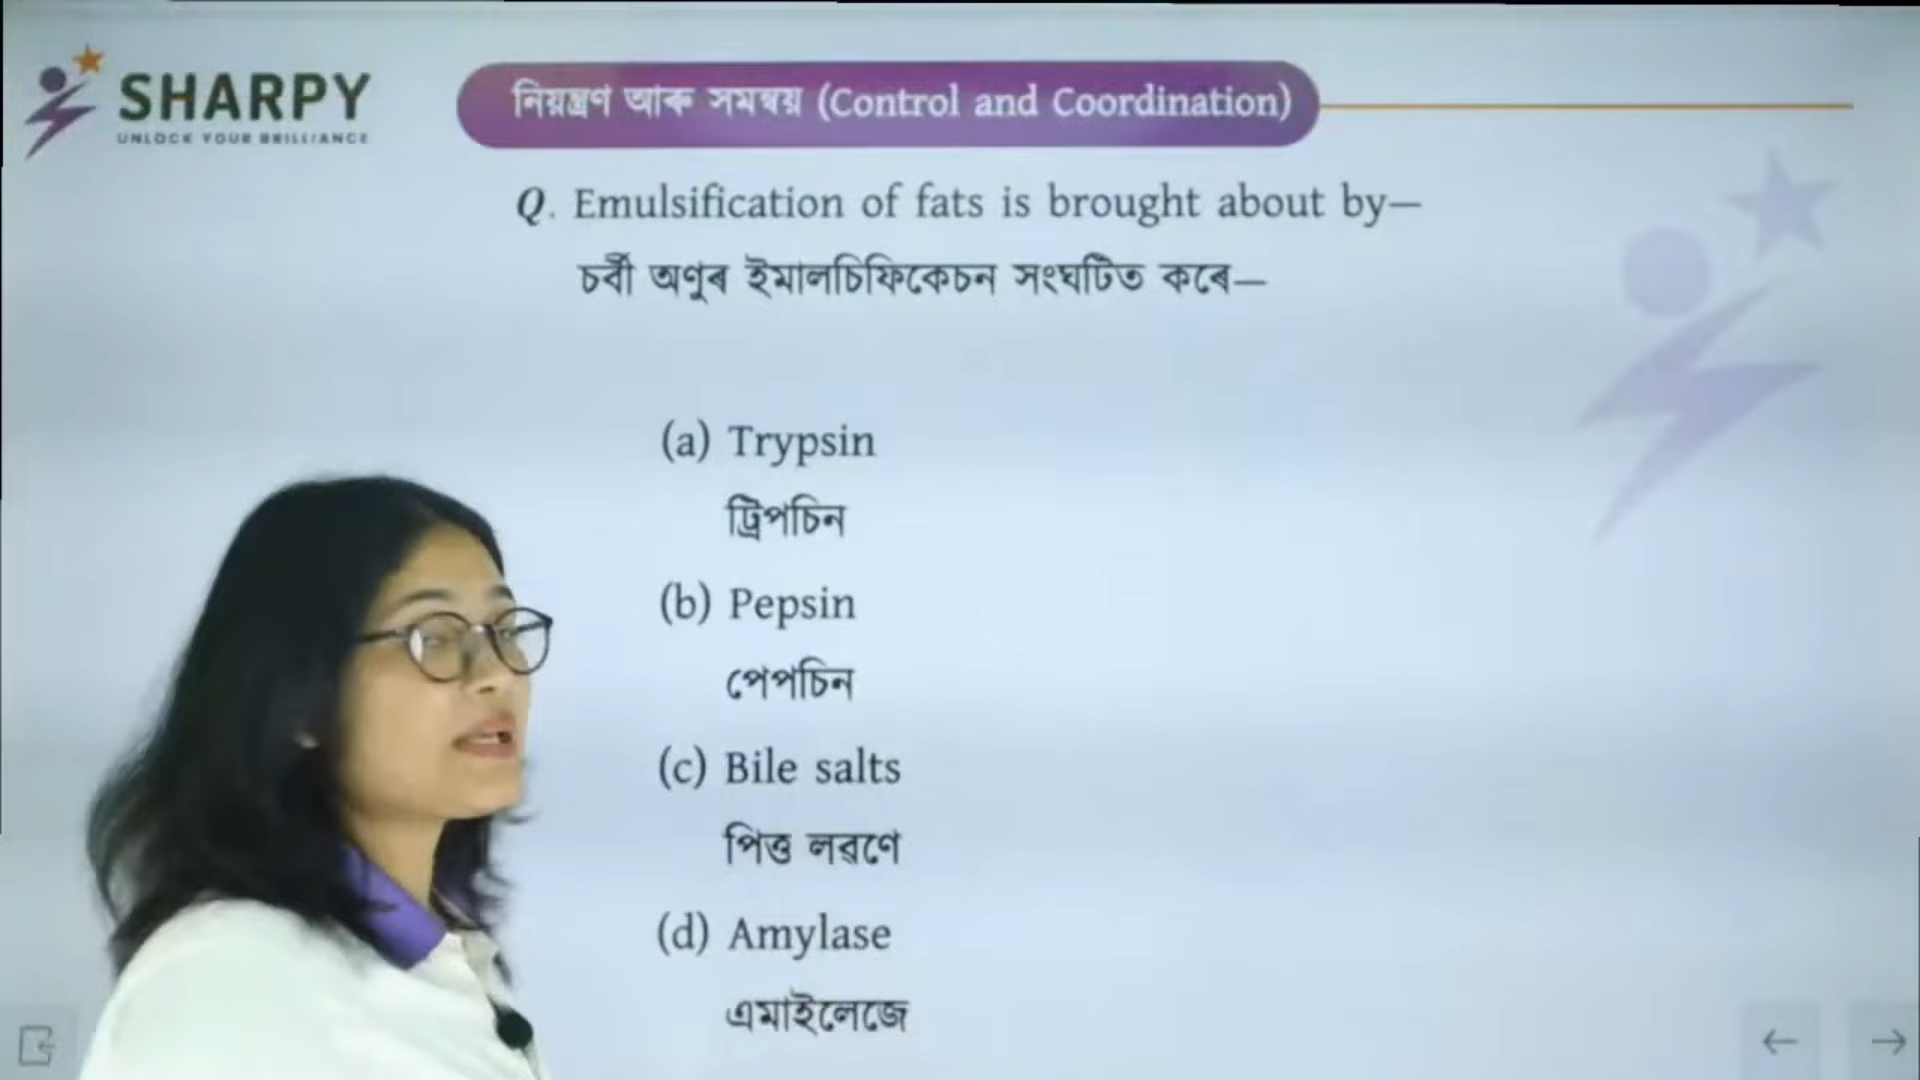 SHARPY
UNLOCK YOUR BRILLIANCE
নিয়ন্ত্ৰণ আৰু সমন্বয় (Control and Coordination)
Q. Emulsification of fats is brought about by—
চৰ্বী অণুৰ ইমালচিফিকেচন সংঘটিত কৰে—
(a) Trypsin
ট্ৰিপচিন
(b) Pepsin
পেপচিন
(c) Bile salts
পিত্ত লৱণে
(d) Amylase
এমাইলেজে